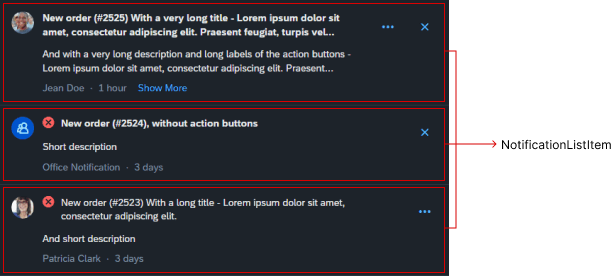 New order (#2525) With a very long title - Lorem ipsum dolor sit
amet, consectetur adipiscing elit. Praesent feugiat, turpis vel...
And with a very long description and long labels of the action buttons -
Lorem ipsum dolor sit amet, consectetur adipiscing elit. Praesent...
Jean Doe · 1 hour Show More
New order (#2524), without action buttons
Short description
Office Notification · 3 days
New order (#2523) With a long title - Lorem ipsum dolor sit amet,
consectetur adipiscing elit.
And short description
Patricia Clark · 3 days
NotificationListItem